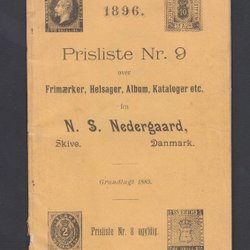 1896.
Prisliste Nr. 9
over
Frimærker, Helsager, Album, Kataloger etc.
fra
N. S. Nedergaard,
Skive. Danmark.
Grundlagt 1885.
Prisliste Nr. 8 ugyldig.